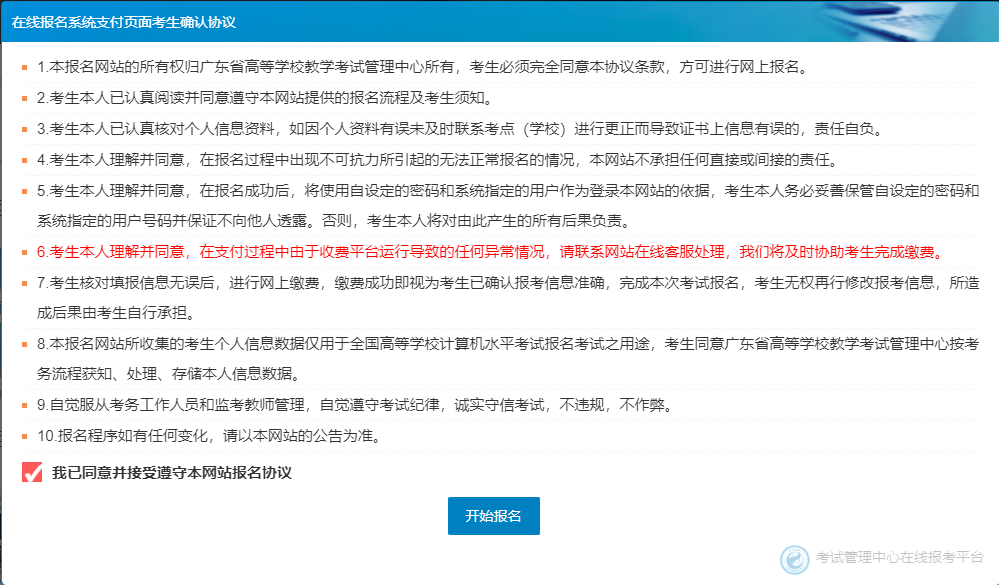 在线报名系统支付页面考生确认协议
1.本报名网站的所有权归广东省高等学校教学考试管理中心所有，考生必须完全同意本协议条款，方可进行网上报名。
2.考生本人已认真阅读并同意遵守本网站提供的报名流程及考生须知。
3.考生本人已认真核对个人信息资料，如因个人资料有误未及时联系考点（学校）进行更正而导致证书上信息有误的，责任自负。
4.考生本人理解并同意，在报名过程中出现不可抗力所引起的无法正常报名的情况，本网站不承担任何直接或间接的责任。
5.考生本人理解并同意，在报名成功后，将使用自设定的密码和系统指定的用户作为登录本网站的依据，考生本人务必妥善保管自设定的密码和
系统指定的用户号码并保证不向他人透露。否则，考生本人将对由此产生的所有后果负责。
6.考生本人理解并同意，在支付过程中由于收费平台运行导致的任何异常情况，请联系网站在线客服处理，我们将及时协助考生完成缴费。
7.考生核对填报信息无误后，进行网上缴费，缴费成功即视为考生已确认报考信息准确，完成本次考试报名，考生无权再行修改报考信息，所造
成后果由考生自行承担。
8.本报名网站所收集的考生个人信息数据仅用于全国高等学校计算机水平考试报名考试之用途，考生同意广东省高等学校教学考试管理中心按考
务流程获知、处理、存储本人信息数据。
9.自觉服从考务工作人员和监考教师管理，自觉遵守考试纪律，诚实守信考试，不违规，不作弊。
10.报名程序如有任何变化，请以本网站的公告为准。
我已同意并接受遵守本网站报名协议
开始报名
考试管理中心在线报考平台